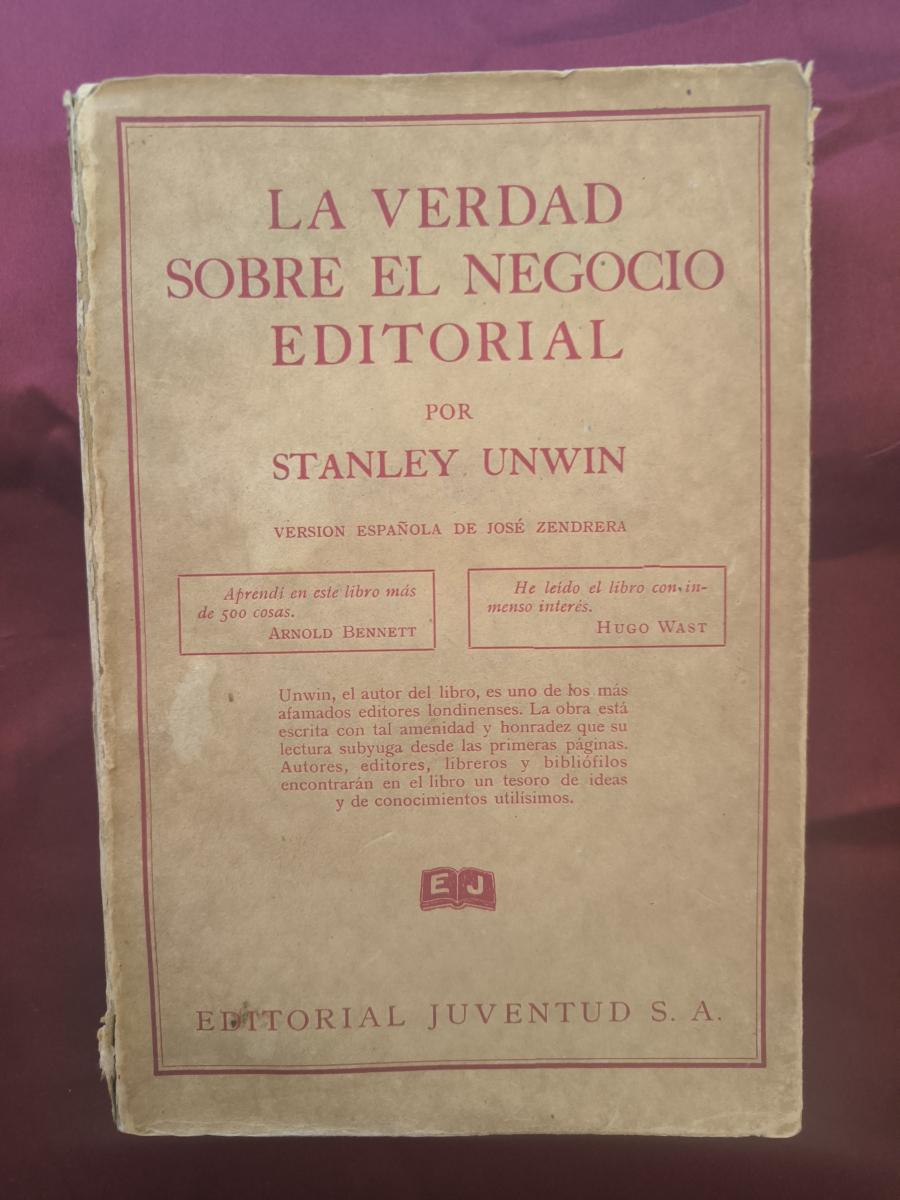 LA VERDAD
SOBRE EL NEGOCIO
EDITORIAL
POR
STANLEY UNWIN
VERSION ESPAÑOLA DE JOSÉ ZENDRERA
Aprendí en este libro más
de 500 cosas.
ARNOLD BENNETT
He leído el libro con in-
menso interés.
HUGO WAST
Unwin, el autor del libro, es uno de los más
afamados editores londinenses. La obra está
escrita con tal amenidad y honradez que su
lectura subyuga desde las primeras páginas.
Autores, editores, libreros y bibliófilos
encontrarán en el libro un tesoro de ideas
y de conocimientos utilísimos.
E J
EDITORIAL JUVENTUD S. A.